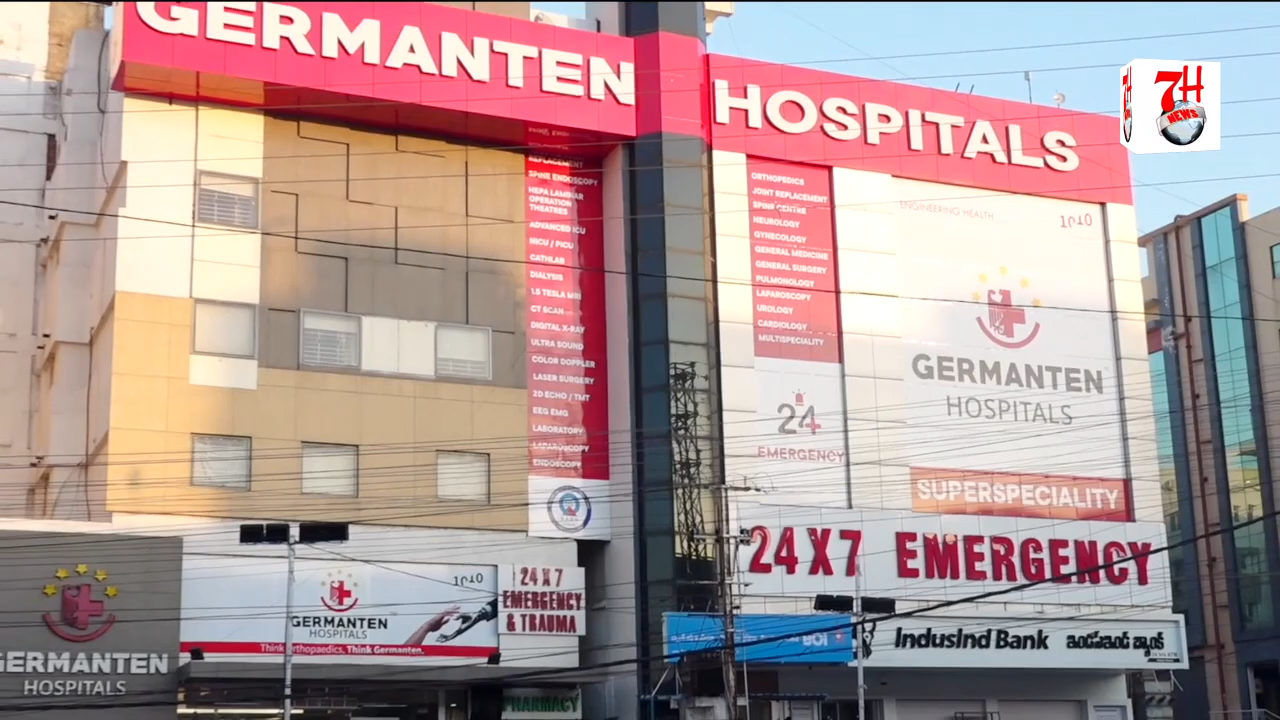 GERMANTEN
HOSPITALS
7H
NEWS
REPLACEMENT
SPINE ENDOSCOPY
HEPA LAMINAR
OPERATION
THEATRES
ADVANCED ICU
NICU / PICU
CATHLAB
DIALYSIS
1.5 TESLA MRI
CT SCAN
DIGITAL X-RAY
ULTRA SOUND
COLOR DOPPLER
LASER SURGERY
2D ECHO / TMT
EEG EMG
LABORATORY
LAPAROSCOPY
ENDOSCOPY
ORTHOPEDICS
JOINT REPLACEMENT
SPINE CENTRE
NEUROLOGY
GYNECOLOGY
GENERAL MEDICINE
GENERAL SURGERY
PULMONOLOGY
LAPAROSCOPY
UROLOGY
CARDIOLOGY
MULTISPECIALITY
24
EMERGENCY
ENGINEERING HEALTH
1010
GERMANTEN
HOSPITALS
SUPERSPECIALITY
24 X 7 EMERGENCY
GERMANTEN
HOSPITALS
1010
GERMANTEN
HOSPITALS
Think Orthopaedics, Think Germanten.
24 X 7
EMERGENCY
& TRAUMA
PHARMACY
BOI
IndusInd Bank ఇండస్ఇండ్ బ్యాంక్